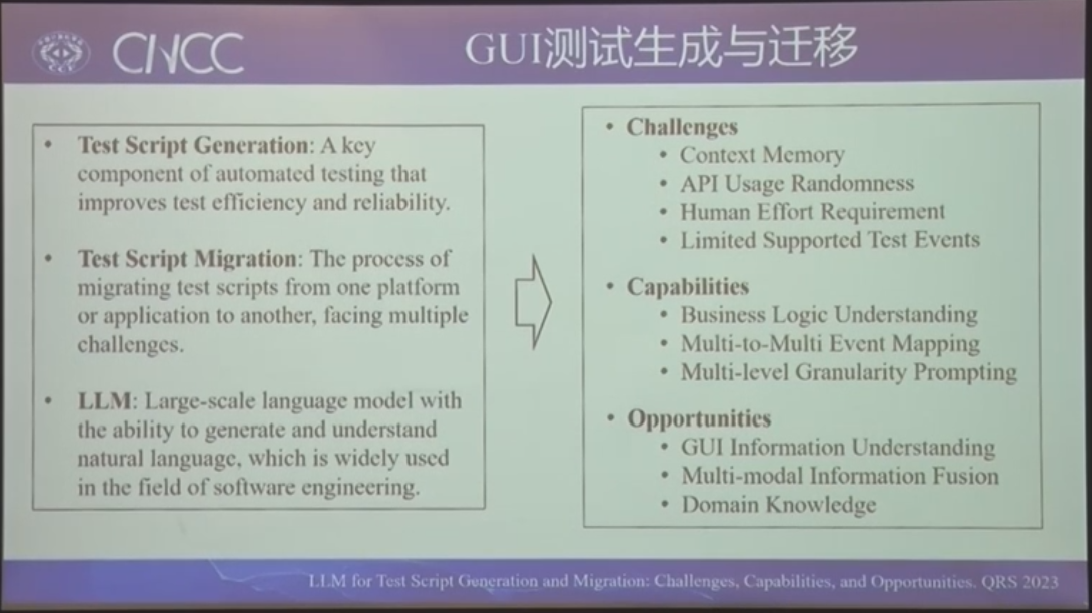 CNCC
GUI测试生成与迁移
• Test Script Generation: A key
component of automated testing that
improves test efficiency and reliability.
• Test Script Migration: The process of
migrating test scripts from one platform
or application to another, facing multiple
challenges.
• LLM: Large-scale language model with
the ability to generate and understand
natural language, which is widely used
in the field of software engineering.
• Challenges
• Context Memory
• API Usage Randomness
• Human Effort Requirement
• Limited Supported Test Events
• Capabilities
• Business Logic Understanding
• Multi-to-Multi Event Mapping
• Multi-level Granularity Prompting
• Opportunities
• GUI Information Understanding
• Multi-modal Information Fusion
• Domain Knowledge
LLM for Test Script Generation and Migration: Challenges, Capabilities, and Opportunities. QRS 2023